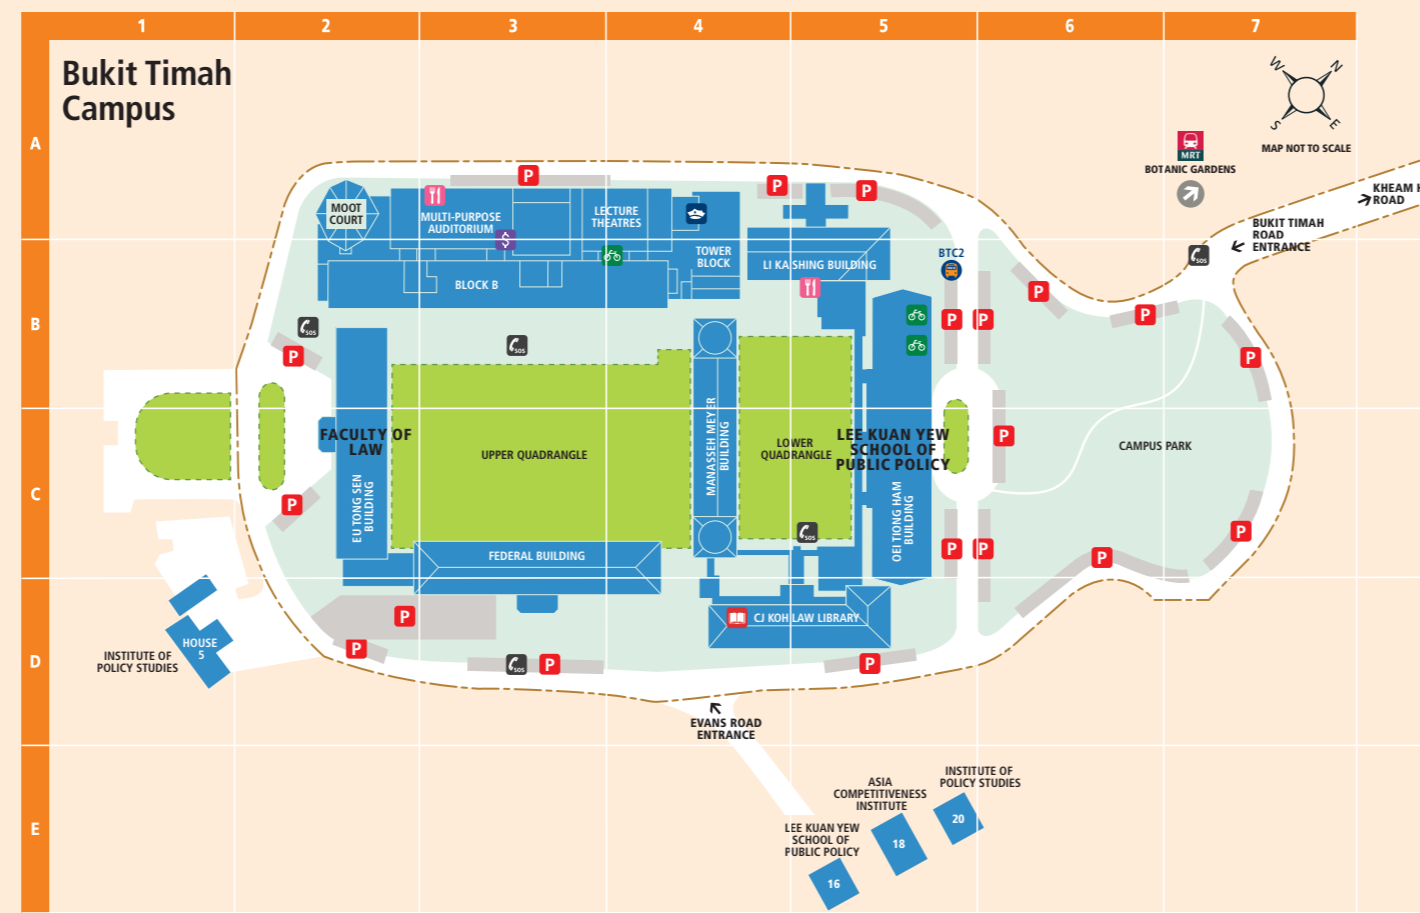 1 2 3 4 5 6 7
Bukit Timah
Campus
W N
S E
MAP NOT TO SCALE
A
MRT
BOTANIC GARDENS
KHEAM H
ROAD
BUKIT TIMAH
ROAD
ENTRANCE
SOS
P
P
P
MOOT
COURT
MULTI-PURPOSE
AUDITORIUM
LECTURE
THEATRES
TOWER
BLOCK
LI KA SHING BUILDING
BTC2
BLOCK B
B
P
P
P
P
P
SOS
SOS
P
P
C
FACULTY OF
LAW
UPPER QUADRANGLE
MANASSEH MEYER
BUILDING
LOWER
QUADRANGLE
LEE KUAN YEW
SCHOOL OF
PUBLIC POLICY
P
CAMPUS PARK
EU TONG SEN
BUILDING
OEI TIONG HAM
BUILDING
P
SOS
P
P
P
P
FEDERAL BUILDING
D
P
CJ KOH LAW LIBRARY
HOUSE
5
INSTITUTE OF
POLICY STUDIES
P
SOS
P
P
EVANS ROAD
ENTRANCE
E
ASIA
COMPETITIVENESS
INSTITUTE
INSTITUTE OF
POLICY STUDIES
LEE KUAN YEW
SCHOOL OF
PUBLIC POLICY
20
18
16